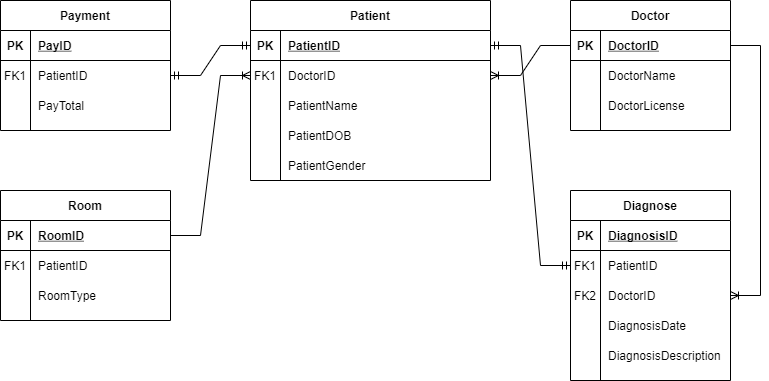 Payment
PK PayID
FK1 PatientID
PayTotal
Patient
PK PatientID
FK1 DoctorID
PatientName
PatientDOB
PatientGender
Doctor
PK DoctorID
DoctorName
DoctorLicense
Room
PK RoomID
FK1 PatientID
RoomType
Diagnose
PK DiagnosisID
FK1 PatientID
FK2 DoctorID
DiagnosisDate
DiagnosisDescription